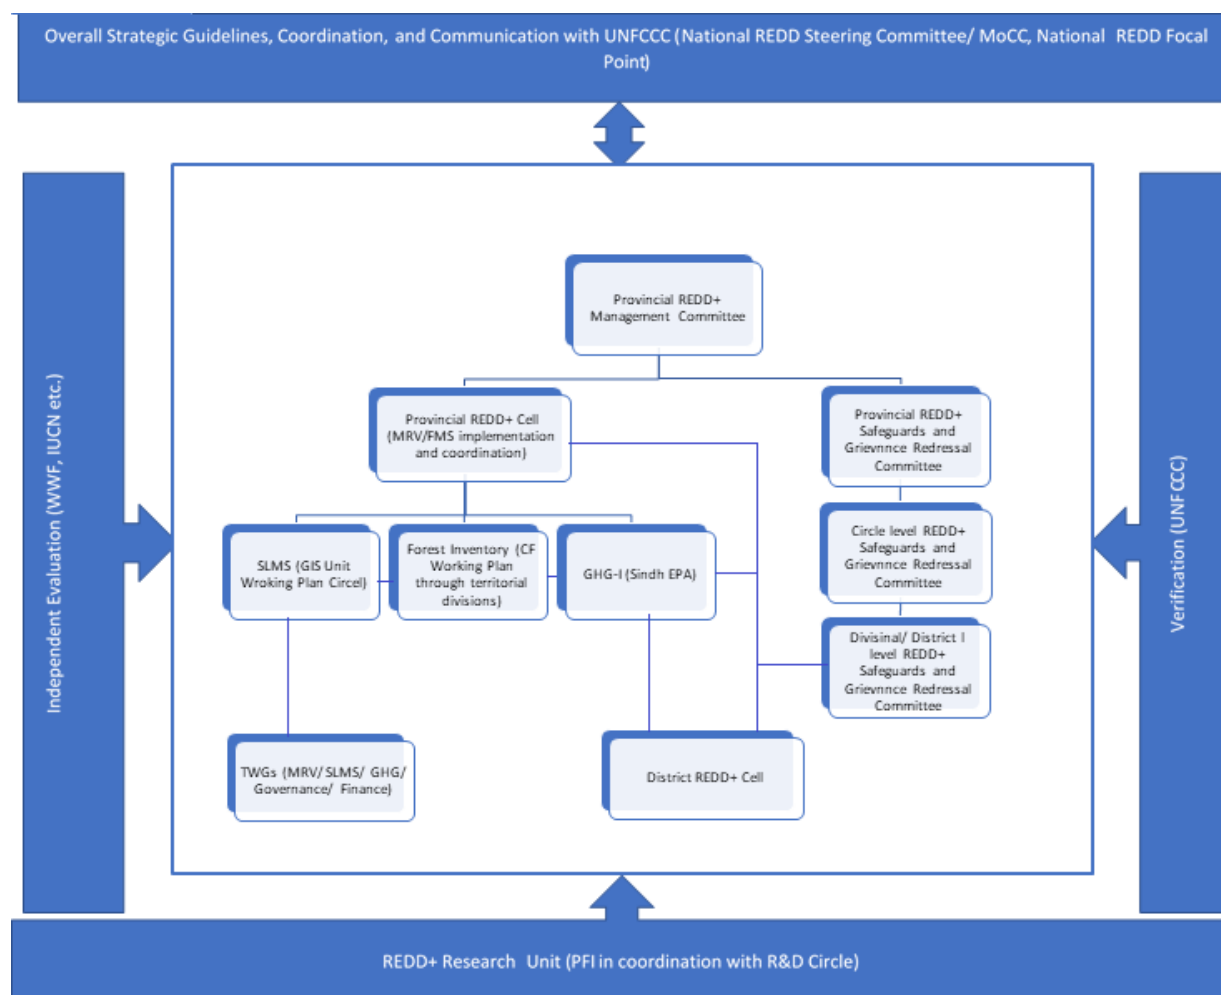 Overall Strategic Guidelines, Coordination, and Communication with UNFCCC (National REDD Steering Committee/ MoCC, National REDD Focal
Point)
Independent Evaluation (WWF, IUCN etc.)
Provincial REDD+
Management Committee
Provincial REDD+ Cell
(MRV/FMS implementation
and coordination)
Provincial REDD+
Safeguards and
Grievnnce Redressal
Committee
SLMS (GIS Unit
Wroking Plan Circel)
Forest Inventory (CF
Working Plan
through territorial
divisions)
GHG-I (Sindh EPA)
Circle level REDD+
Safeguards and
Grievnnce Redressal
Committee
Divisinal/ District l
level REDD+
Safeguards and
Grievnnce Redressal
Committee
TWGs (MRV/ SLMS/ GHG/
Governance/ Finance)
District REDD+ Cell
Verification (UNFCCC)
REDD+ Research Unit (PFI in coordination with R&D Circle)